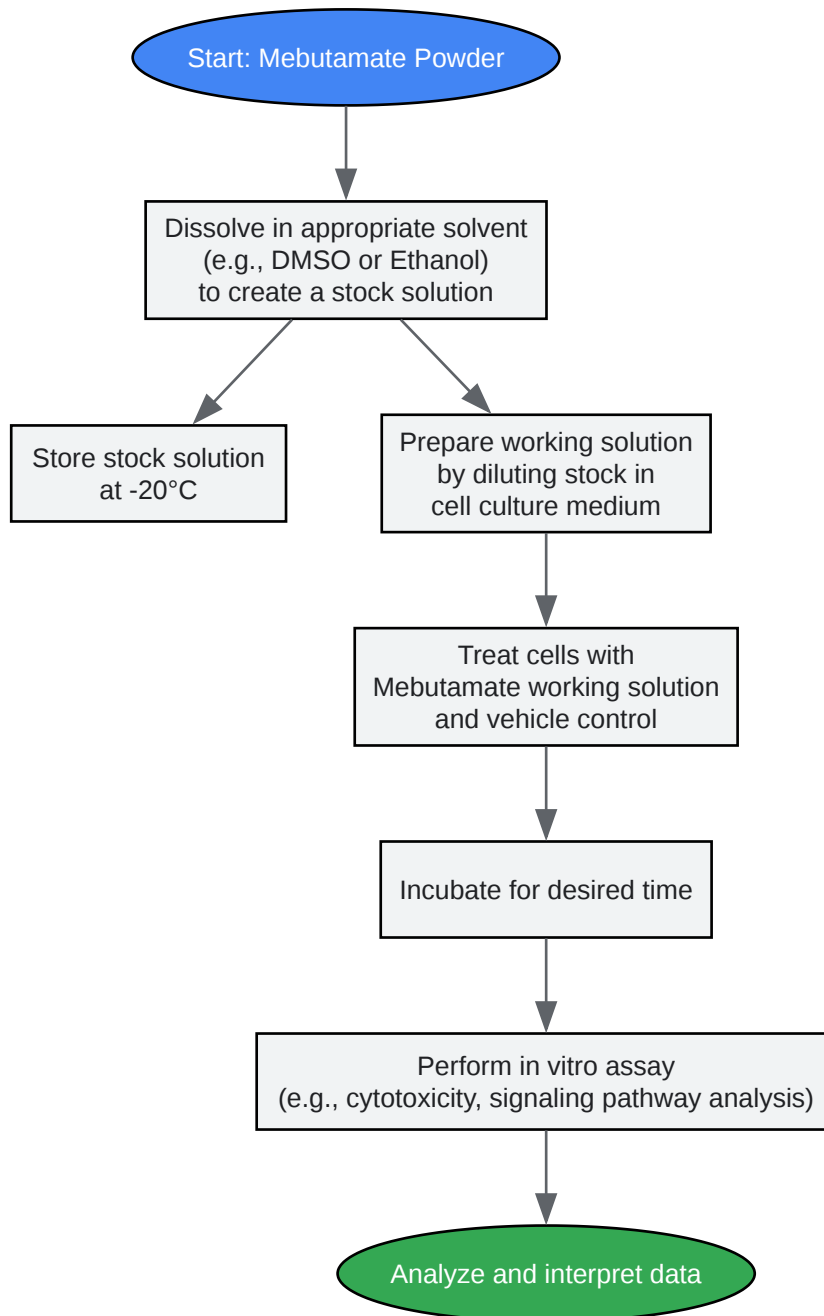 Start: Mebutamate Powder
Dissolve in appropriate solvent
(e.g., DMSO or Ethanol)
to create a stock solution
Store stock solution
at -20°C
Prepare working solution
by diluting stock in
cell culture medium
Treat cells with
Mebutamate working solution
and vehicle control
Incubate for desired time
Perform in vitro assay
(e.g., cytotoxicity, signaling pathway analysis)
Analyze and interpret data